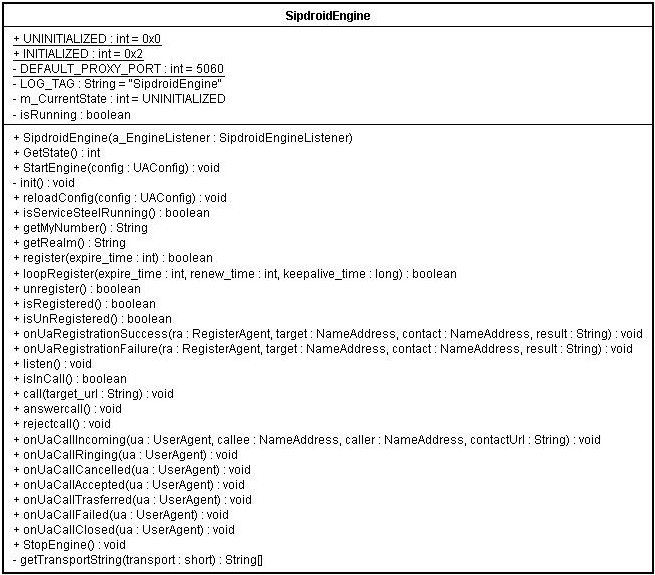 SipdroidEngine
+ UNINITIALIZED : int = 0x0
+ INITIALIZED : int = 0x2
- DEFAULT_PROXY_PORT : int = 5060
- LOG_TAG : String = "SipdroidEngine"
- m_CurrentState : int = UNINITIALIZED
- isRunning : boolean
+ SipdroidEngine(a_EngineListener : SipdroidEngineListener)
+ GetState() : int
+ StartEngine(config : UAConfig) : void
- init() : void
+ reloadConfig(config : UAConfig) : void
+ isServiceSteelRunning() : boolean
+ getMyNumber() : String
+ getRealm() : String
+ register(expire_time : int) : boolean
+ loopRegister(expire_time : int, renew_time : int, keepalive_time : long) : boolean
+ unregister() : boolean
+ isRegistered() : boolean
+ isUnRegistered() : boolean
+ onUaRegistrationSuccess(ra : RegisterAgent, target : NameAddress, contact : NameAddress, result : String) : void
+ onUaRegistrationFailure(ra : RegisterAgent, target : NameAddress, contact : NameAddress, result : String) : void
+ listen() : void
+ isInCall() : boolean
+ call(target_url : String) : void
+ answercall() : void
+ rejectcall() : void
+ onUaCallIncoming(ua : UserAgent, callee : NameAddress, caller : NameAddress, contactUrl : String) : void
+ onUaCallRinging(ua : UserAgent) : void
+ onUaCallCancelled(ua : UserAgent) : void
+ onUaCallAccepted(ua : UserAgent) : void
+ onUaCallTrasferred(ua : UserAgent) : void
+ onUaCallFailed(ua : UserAgent) : void
+ onUaCallClosed(ua : UserAgent) : void
+ StopEngine() : void
- getTransportString(transport : short) : String[]